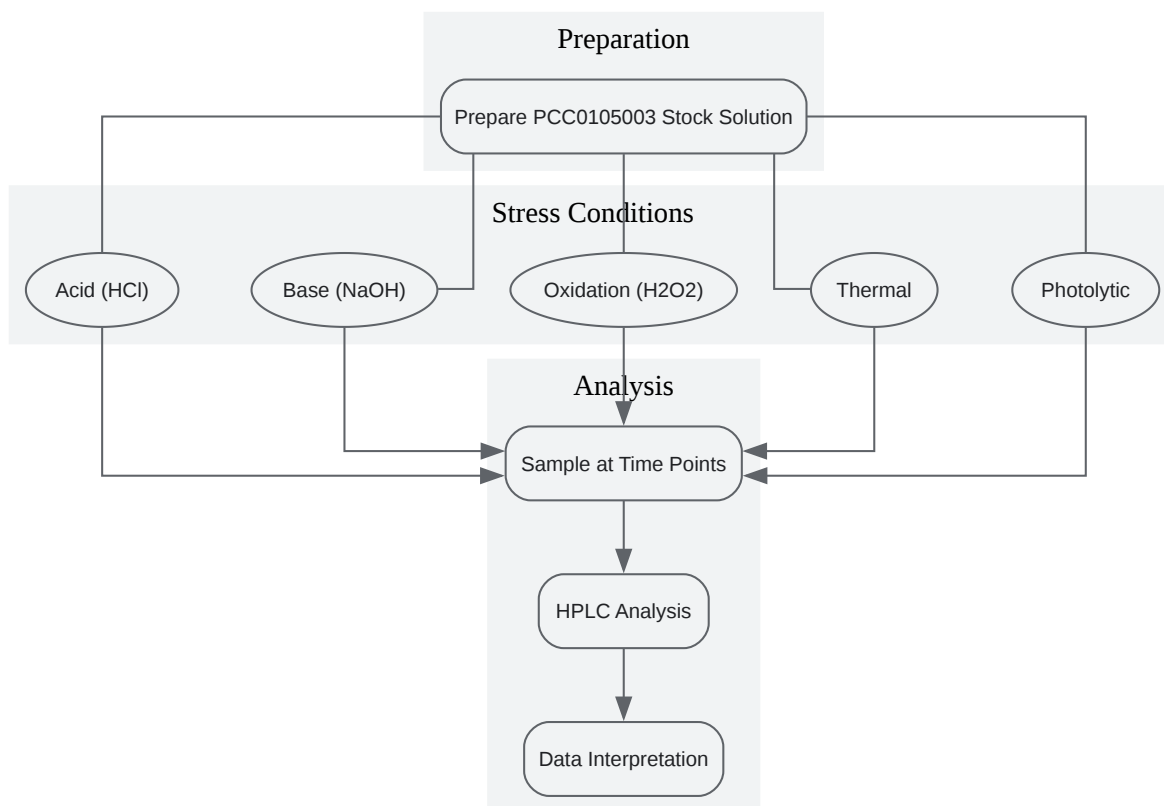 Preparation
Prepare PCC0105003 Stock Solution
Stress Conditions
Acid (HCl)
Base (NaOH)
Oxidation (H2O2)
Thermal
Photolytic
Analysis
Sample at Time Points
HPLC Analysis
Data Interpretation